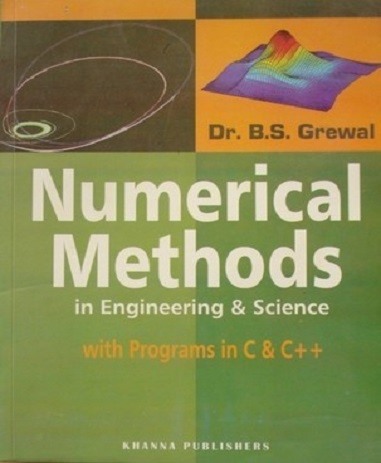 Dr. B.S. Grewal
Numerical
Methods
in Engineering & Science
with Programs in C & C++
KHANNA PUBLISHERS